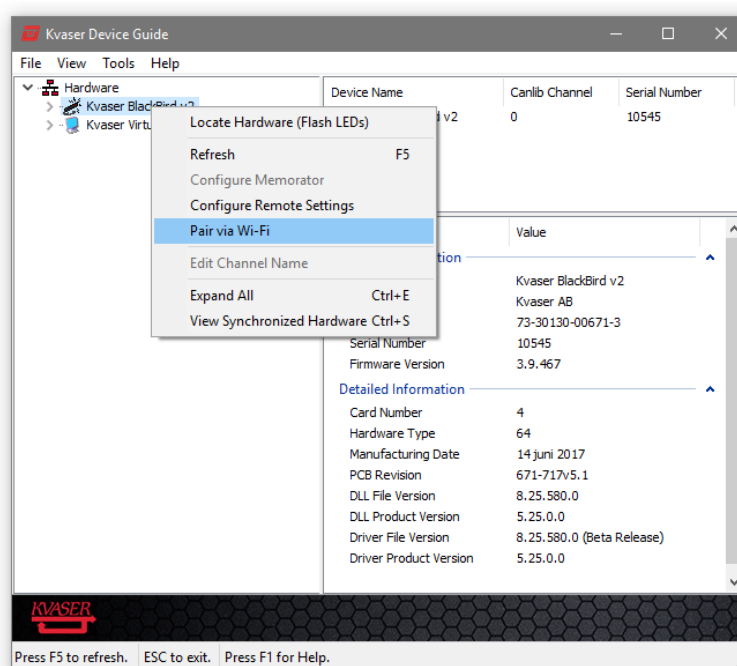 Kvaser Device Guide
File View Tools Help
Hardware
Kvaser BlackBird v2
Kvaser Virtu
Locate Hardware (Flash LEDs)
Refresh F5
Configure Memorator
Configure Remote Settings
Pair via Wi-Fi
Edit Channel Name
Expand All Ctrl+E
View Synchronized Hardware Ctrl+S
Device Name Canlib Channel Serial Number
d v2 0 10545
Value
tion
Kvaser BlackBird v2
Kvaser AB
73-30130-00671-3
Serial Number 10545
Firmware Version 3.9.467
Detailed Information
Card Number 4
Hardware Type 64
Manufacturing Date 14 juni 2017
PCB Revision 671-717v5.1
DLL File Version 8.25.580.0
DLL Product Version 5.25.0.0
Driver File Version 8.25.580.0 (Beta Release)
Driver Product Version 5.25.0.0
KVASER
Press F5 to refresh. ESC to exit. Press F1 for Help.